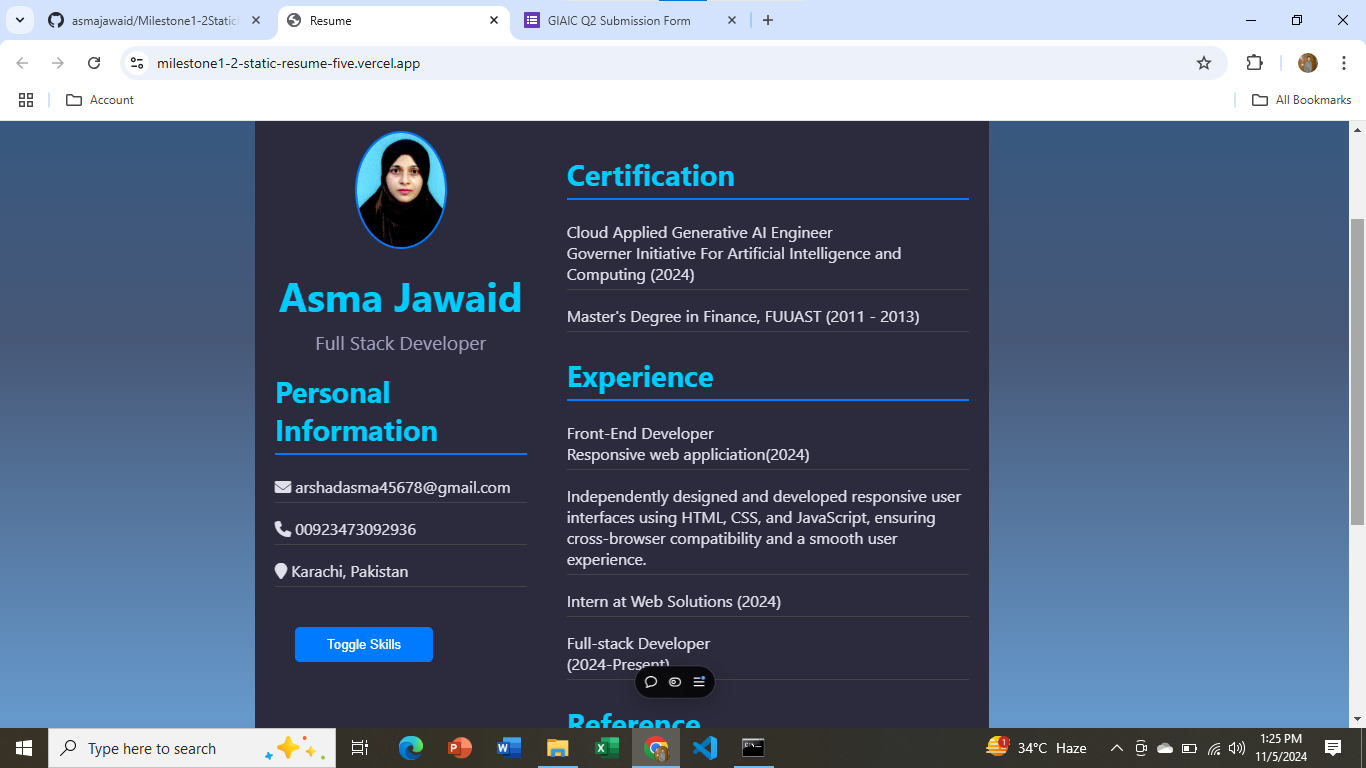 asmajawaid/Milestone1-2Static
Resume
GIAIC Q2 Submission Form
milestone1-2-static-resume-five.vercel.app
Account
All Bookmarks
Asma Jawaid
Full Stack Developer
Personal
Information
arshadasma45678@gmail.com
00923473092936
Karachi, Pakistan
Toggle Skills
Certification
Cloud Applied Generative AI Engineer
Governer Initiative For Artificial Intelligence and
Computing (2024)
Master's Degree in Finance, FUUAST (2011 - 2013)
Experience
Front-End Developer
Responsive web appliciation(2024)
Independently designed and developed responsive user
interfaces using HTML, CSS, and JavaScript, ensuring
cross-browser compatibility and a smooth user
experience.
Intern at Web Solutions (2024)
Full-stack Developer
(2024-Present)
Reference
Type here to search
34°C Haze
1:25 PM
11/5/2024